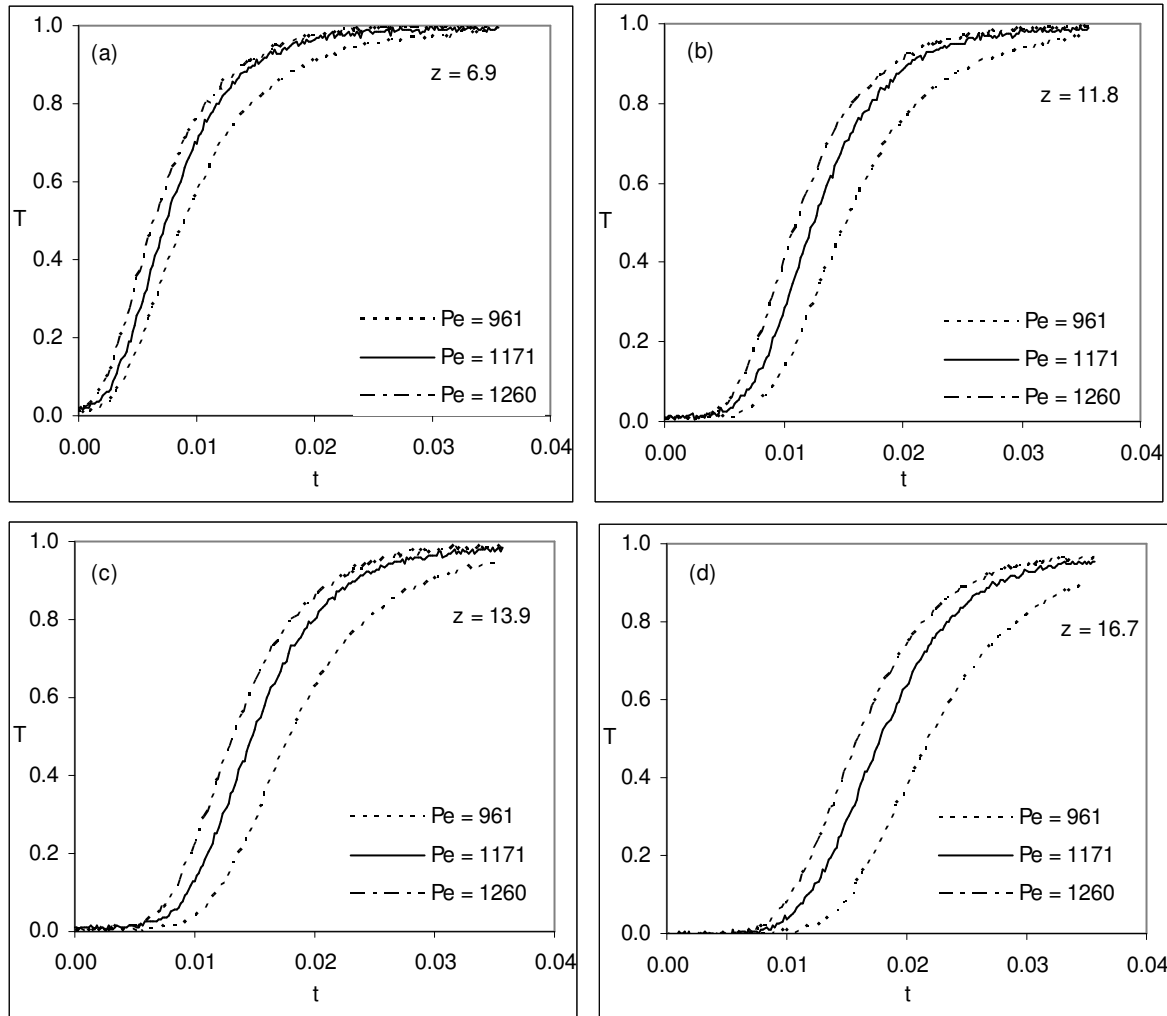 (a)
z = 6.9
1.0
0.8
0.6
T
0.4
0.2
0.0
Pe = 961
Pe = 1171
Pe = 1260
0.00 0.01 0.02 0.03 0.04
t
(b)
z = 11.8
1.0
0.8
0.6
T
0.4
0.2
0.0
Pe = 961
Pe = 1171
Pe = 1260
0.00 0.01 0.02 0.03 0.04
t
(c)
z = 13.9
1.0
0.8
0.6
T
0.4
0.2
0.0
Pe = 961
Pe = 1171
Pe = 1260
0.00 0.01 0.02 0.03 0.04
t
(d)
z = 16.7
1.0
0.8
0.6
T
0.4
0.2
0.0
Pe = 961
Pe = 1171
Pe = 1260
0.00 0.01 0.02 0.03 0.04
t